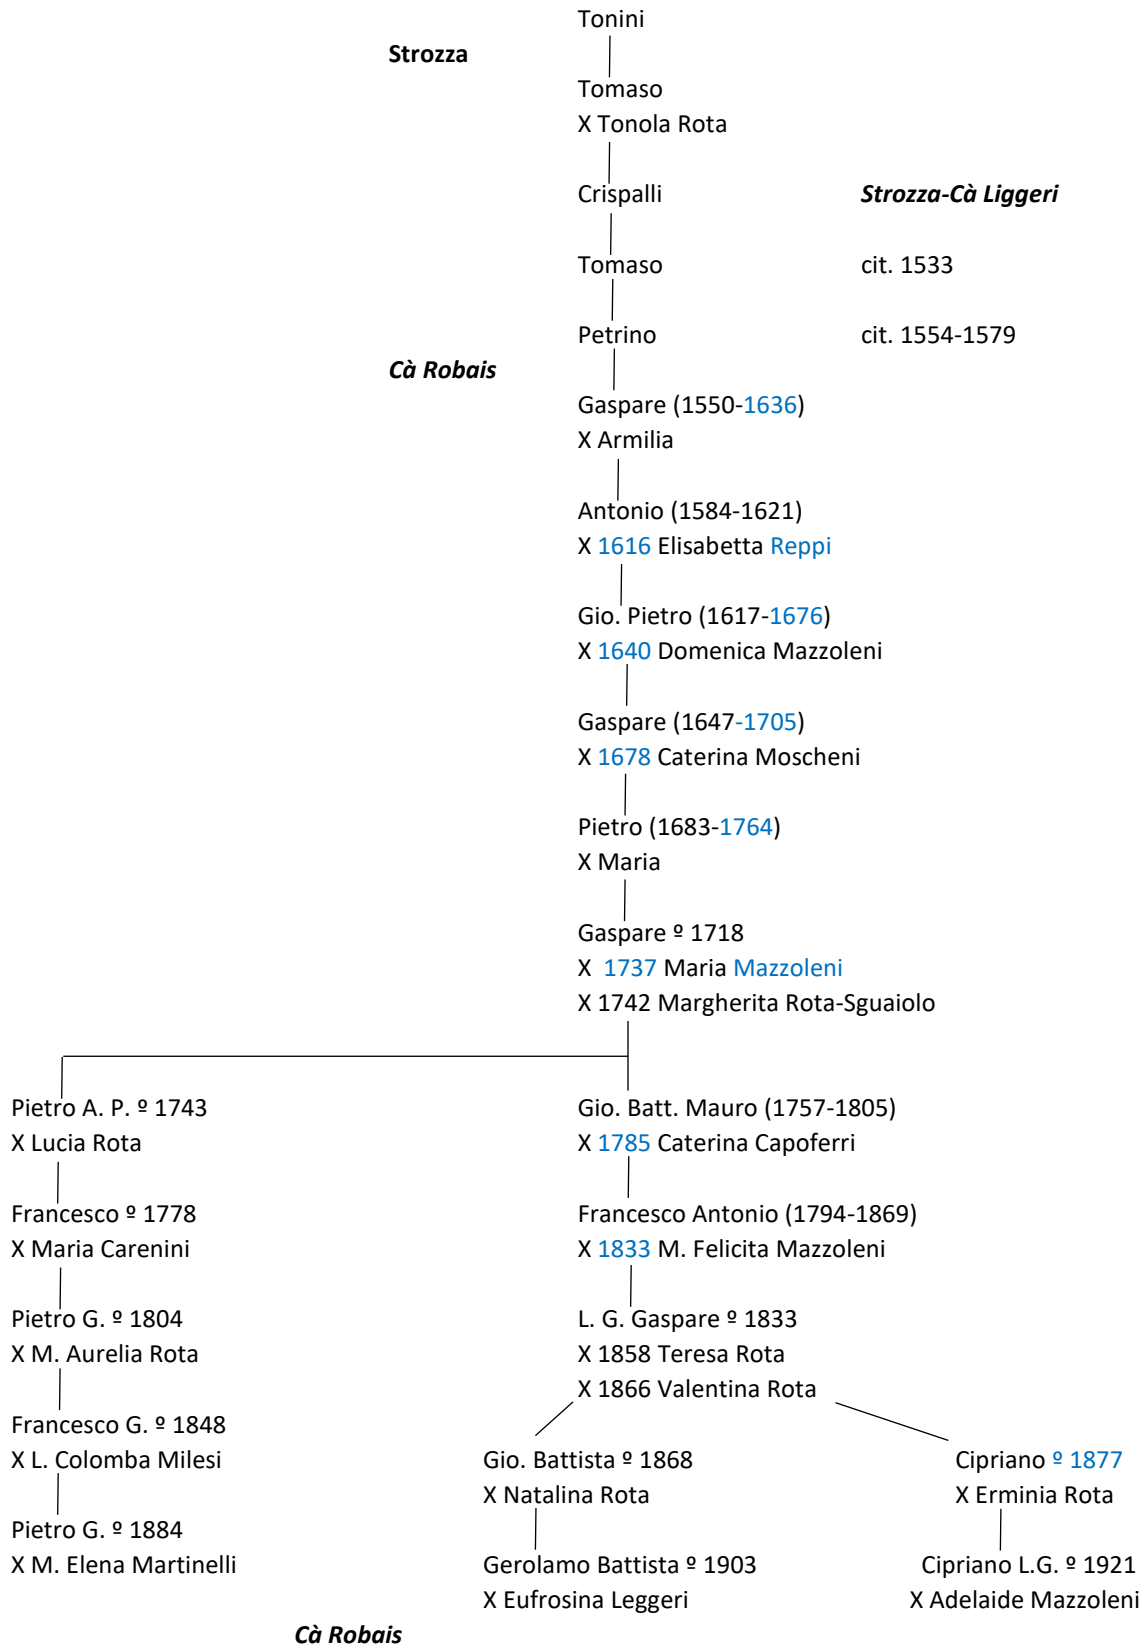 Tonini
Strozza
Tomaso
X Tonola Rota
Crispalli
Strozza-Cà Liggeri
Tomaso
cit. 1533
Petrino
cit. 1554-1579
Cà Robais
Gaspare (1550-1636)
X Armilia
Antonio (1584-1621)
X 1616 Elisabetta Reppi
Gio. Pietro (1617-1676)
X 1640 Domenica Mazzoleni
Gaspare (1647-1705)
X 1678 Caterina Moscheni
Pietro (1683-1764)
X Maria
Gaspare º 1718
X 1737 Maria Mazzoleni
X 1742 Margherita Rota-Sguaiolo
Pietro A. P. º 1743
X Lucia Rota
Gio. Batt. Mauro (1757-1805)
X 1785 Caterina Capoferri
Francesco º 1778
X Maria Carenini
Francesco Antonio (1794-1869)
X 1833 M. Felicita Mazzoleni
Pietro G. º 1804
X M. Aurelia Rota
L. G. Gaspare º 1833
X 1858 Teresa Rota
X 1866 Valentina Rota
Francesco G. º 1848
X L. Colomba Milesi
Gio. Battista º 1868
X Natalina Rota
Cipriano º 1877
X Erminia Rota
Pietro G. º 1884
X M. Elena Martinelli
Gerolamo Battista º 1903
X Eufrosina Leggeri
Cipriano L.G. º 1921
X Adelaide Mazzoleni
Cà Robais